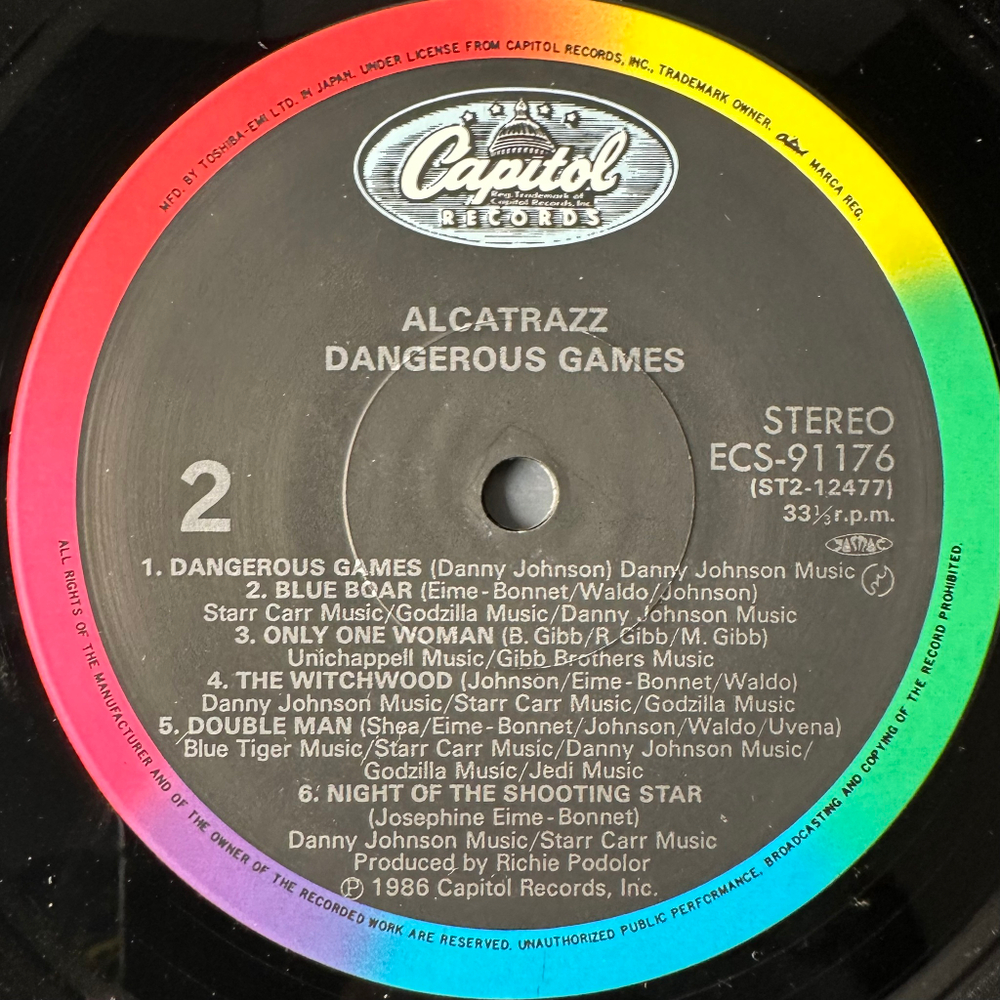 MFD. BY TOSHIBA-EMI LTD. IN JAPAN. UNDER LICENSE FROM CAPITOL RECORDS, INC., TRADEMARK OWNER. Capitol MARCA REG.
Capitol
Reg. Trademark of
Capitol Records, Inc.
RECORDS
ALCATRAZZ
DANGEROUS GAMES
STEREO
ECS-91176
(ST2-12477)
33⅓ r.p.m.
2
JASRAC
1. DANGEROUS GAMES (Danny Johnson) Danny Johnson Music
2. BLUE BOAR (Eime-Bonnet/Waldo/Johnson)
Starr Carr Music/Godzilla Music/Danny Johnson Music
3. ONLY ONE WOMAN (B. Gibb/R. Gibb/M. Gibb)
Unichappell Music/Gibb Brothers Music
4. THE WITCHWOOD (Johnson/Eime-Bonnet/Waldo)
Danny Johnson Music/Starr Carr Music/Godzilla Music
5. DOUBLE MAN (Shea/Eime-Bonnet/Johnson/Waldo/Uvena)
Blue Tiger Music/Starr Carr Music/Danny Johnson Music/
Godzilla Music/Jedi Music
6. NIGHT OF THE SHOOTING STAR
(Josephine Eime-Bonnet)
Danny Johnson Music/Starr Carr Music
Produced by Richie Podolor
℗ 1986 Capitol Records, Inc.
ALL RIGHTS OF THE MANUFACTURER AND OF THE OWNER OF THE RECORDED WORK ARE RESERVED. UNAUTHORIZED PUBLIC PERFORMANCE, BROADCASTING AND COPYING OF THE RECORD PROHIBITED.